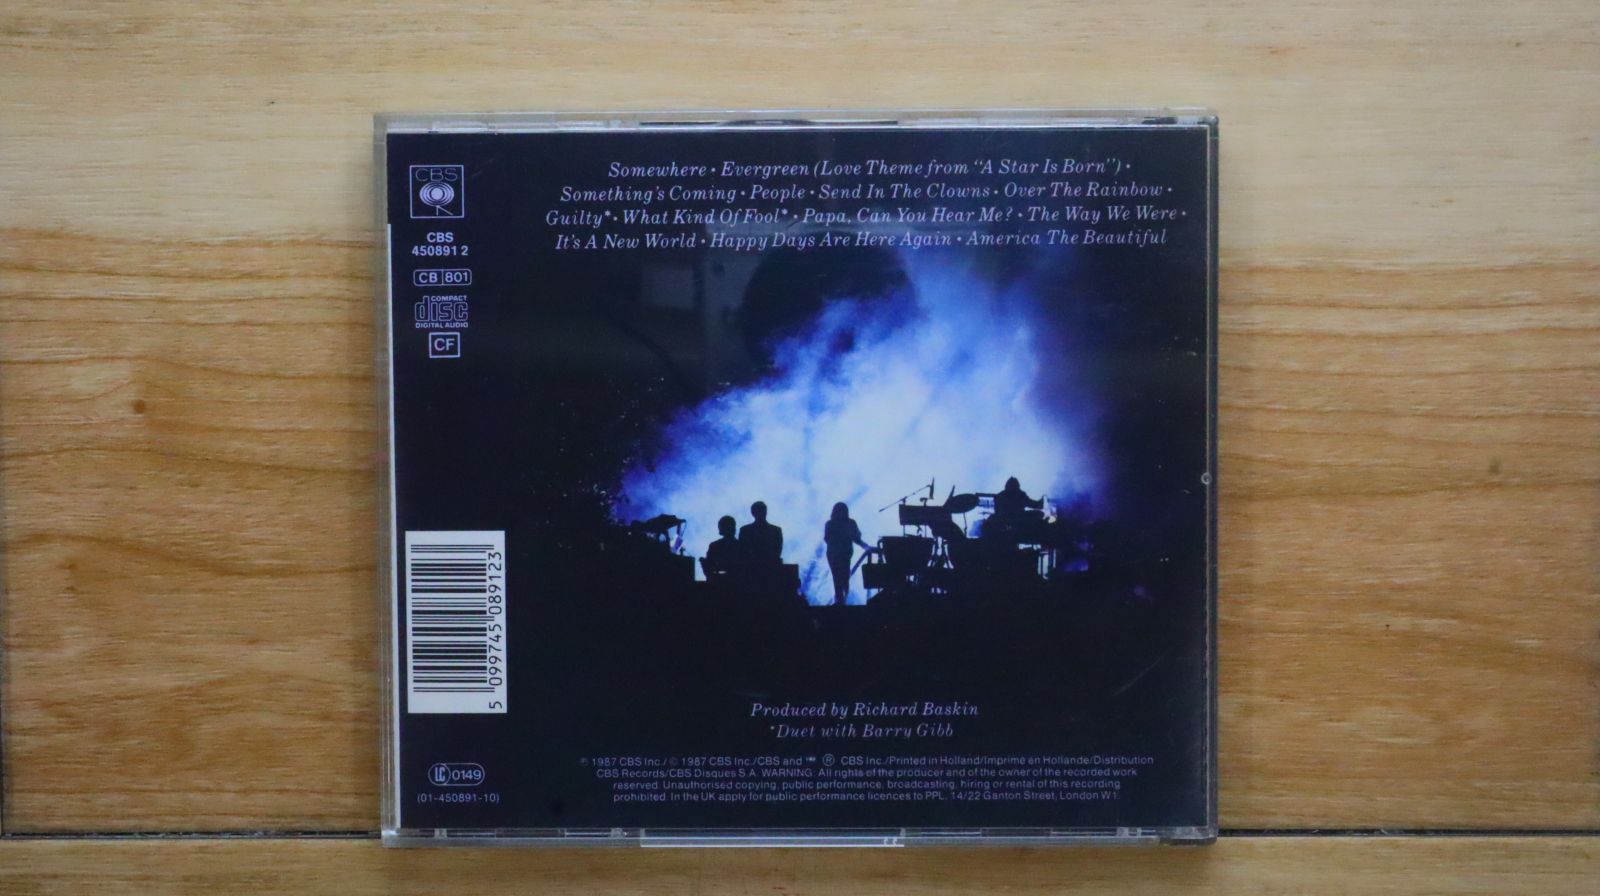 Somewhere • Evergreen (Love Theme from “A Star Is Born”) •
Something's Coming • People • Send In The Clowns • Over The Rainbow •
Guilty* • What Kind Of Fool* • Papa, Can You Hear Me? • The Way We Were •
It's A New World • Happy Days Are Here Again • America The Beautiful
CBS
CBS
450891 2
CB 801
COMPACT
disc
DIGITAL AUDIO
CF
5 099745 089123
Produced by Richard Baskin
*Duet with Barry Gibb
℗ 1987 CBS Inc./ © 1987 CBS Inc./CBS and ® CBS Inc./Printed in Holland/Imprimé en Hollande/Distribution
CBS Records/CBS Disques S.A. WARNING: All rights of the producer and of the owner of the recorded work
reserved. Unauthorised copying, public performance, broadcasting, hiring or rental of this recording
prohibited. In the UK apply for public performance licences to PPL, 14/22 Ganton Street, London W1.
LC 0149
(01-450891-10)